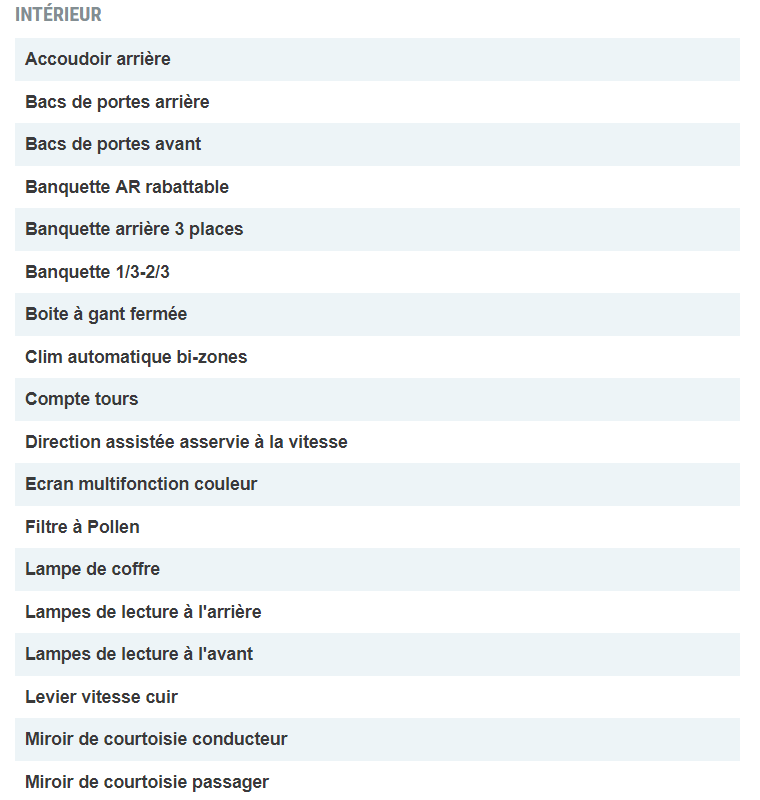 INTÉRIEUR
Accoudoir arrière
Bacs de portes arrière
Bacs de portes avant
Banquette AR rabattable
Banquette arrière 3 places
Banquette 1/3-2/3
Boite à gant fermée
Clim automatique bi-zones
Compte tours
Direction assistée asservie à la vitesse
Ecran multifonction couleur
Filtre à Pollen
Lampe de coffre
Lampes de lecture à l'arrière
Lampes de lecture à l'avant
Levier vitesse cuir
Miroir de courtoisie conducteur
Miroir de courtoisie passager